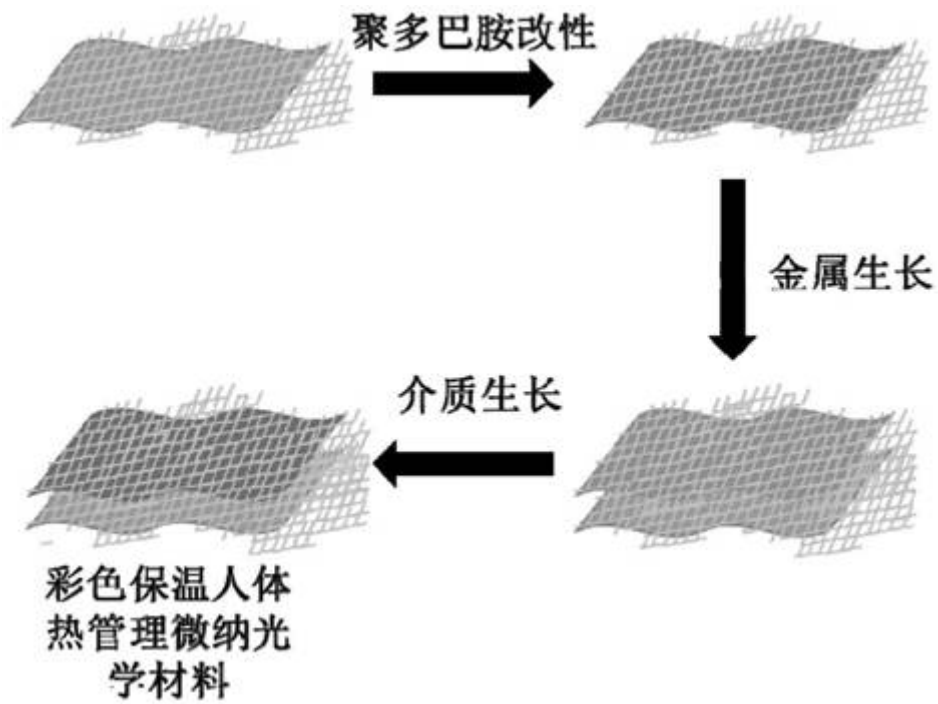 聚多巴胺改性
金属生长
介质生长
彩色保温人体
热管理微纳光
学材料